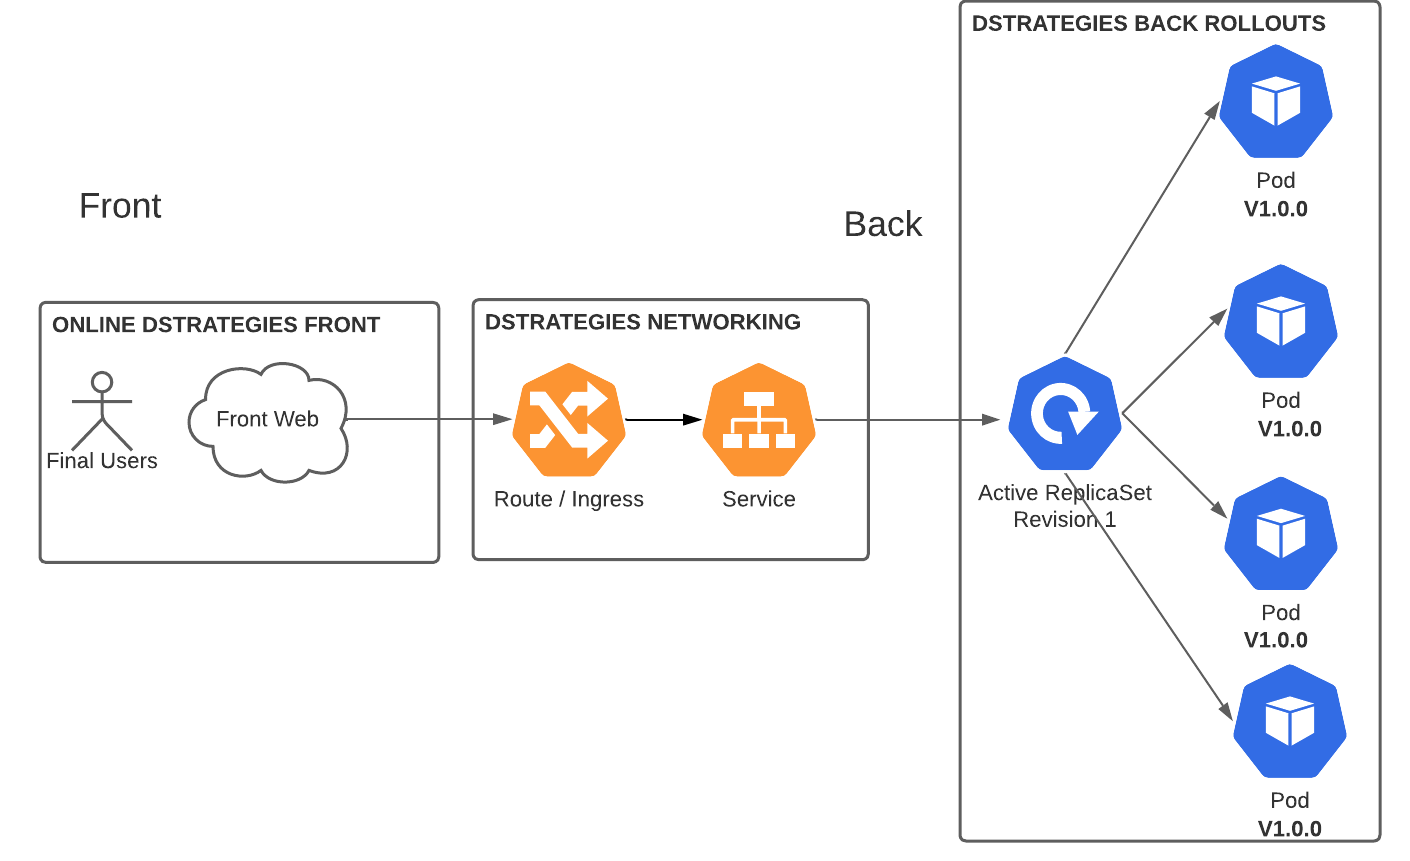 DSTRATEGIES BACK ROLLOUTS
Pod
V1.0.0
Front
Back
ONLINE DSTRATEGIES FRONT
Front Web
Final Users
DSTRATEGIES NETWORKING
Route / Ingress
Service
Active ReplicaSet
Revision 1
Pod
V1.0.0
Pod
V1.0.0
Pod
V1.0.0